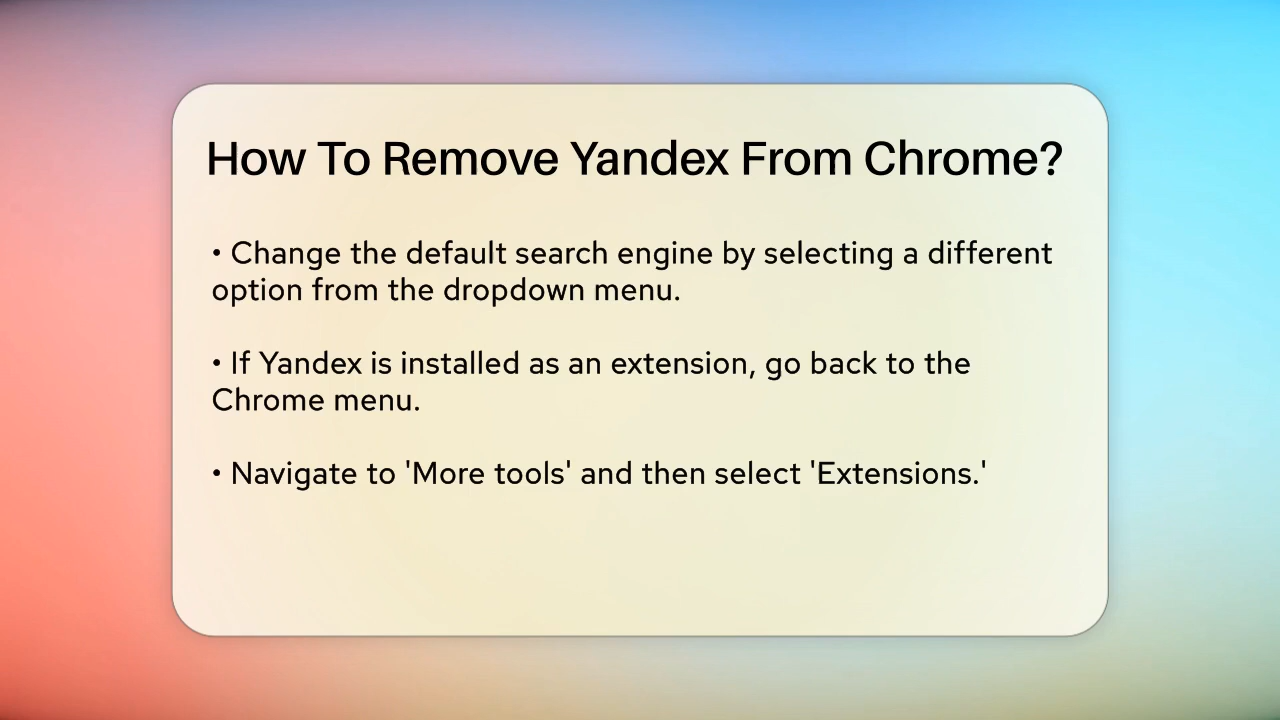 How To Remove Yandex From Chrome?
• Change the default search engine by selecting a different
option from the dropdown menu.
• If Yandex is installed as an extension, go back to the
Chrome menu.
• Navigate to 'More tools' and then select 'Extensions.'